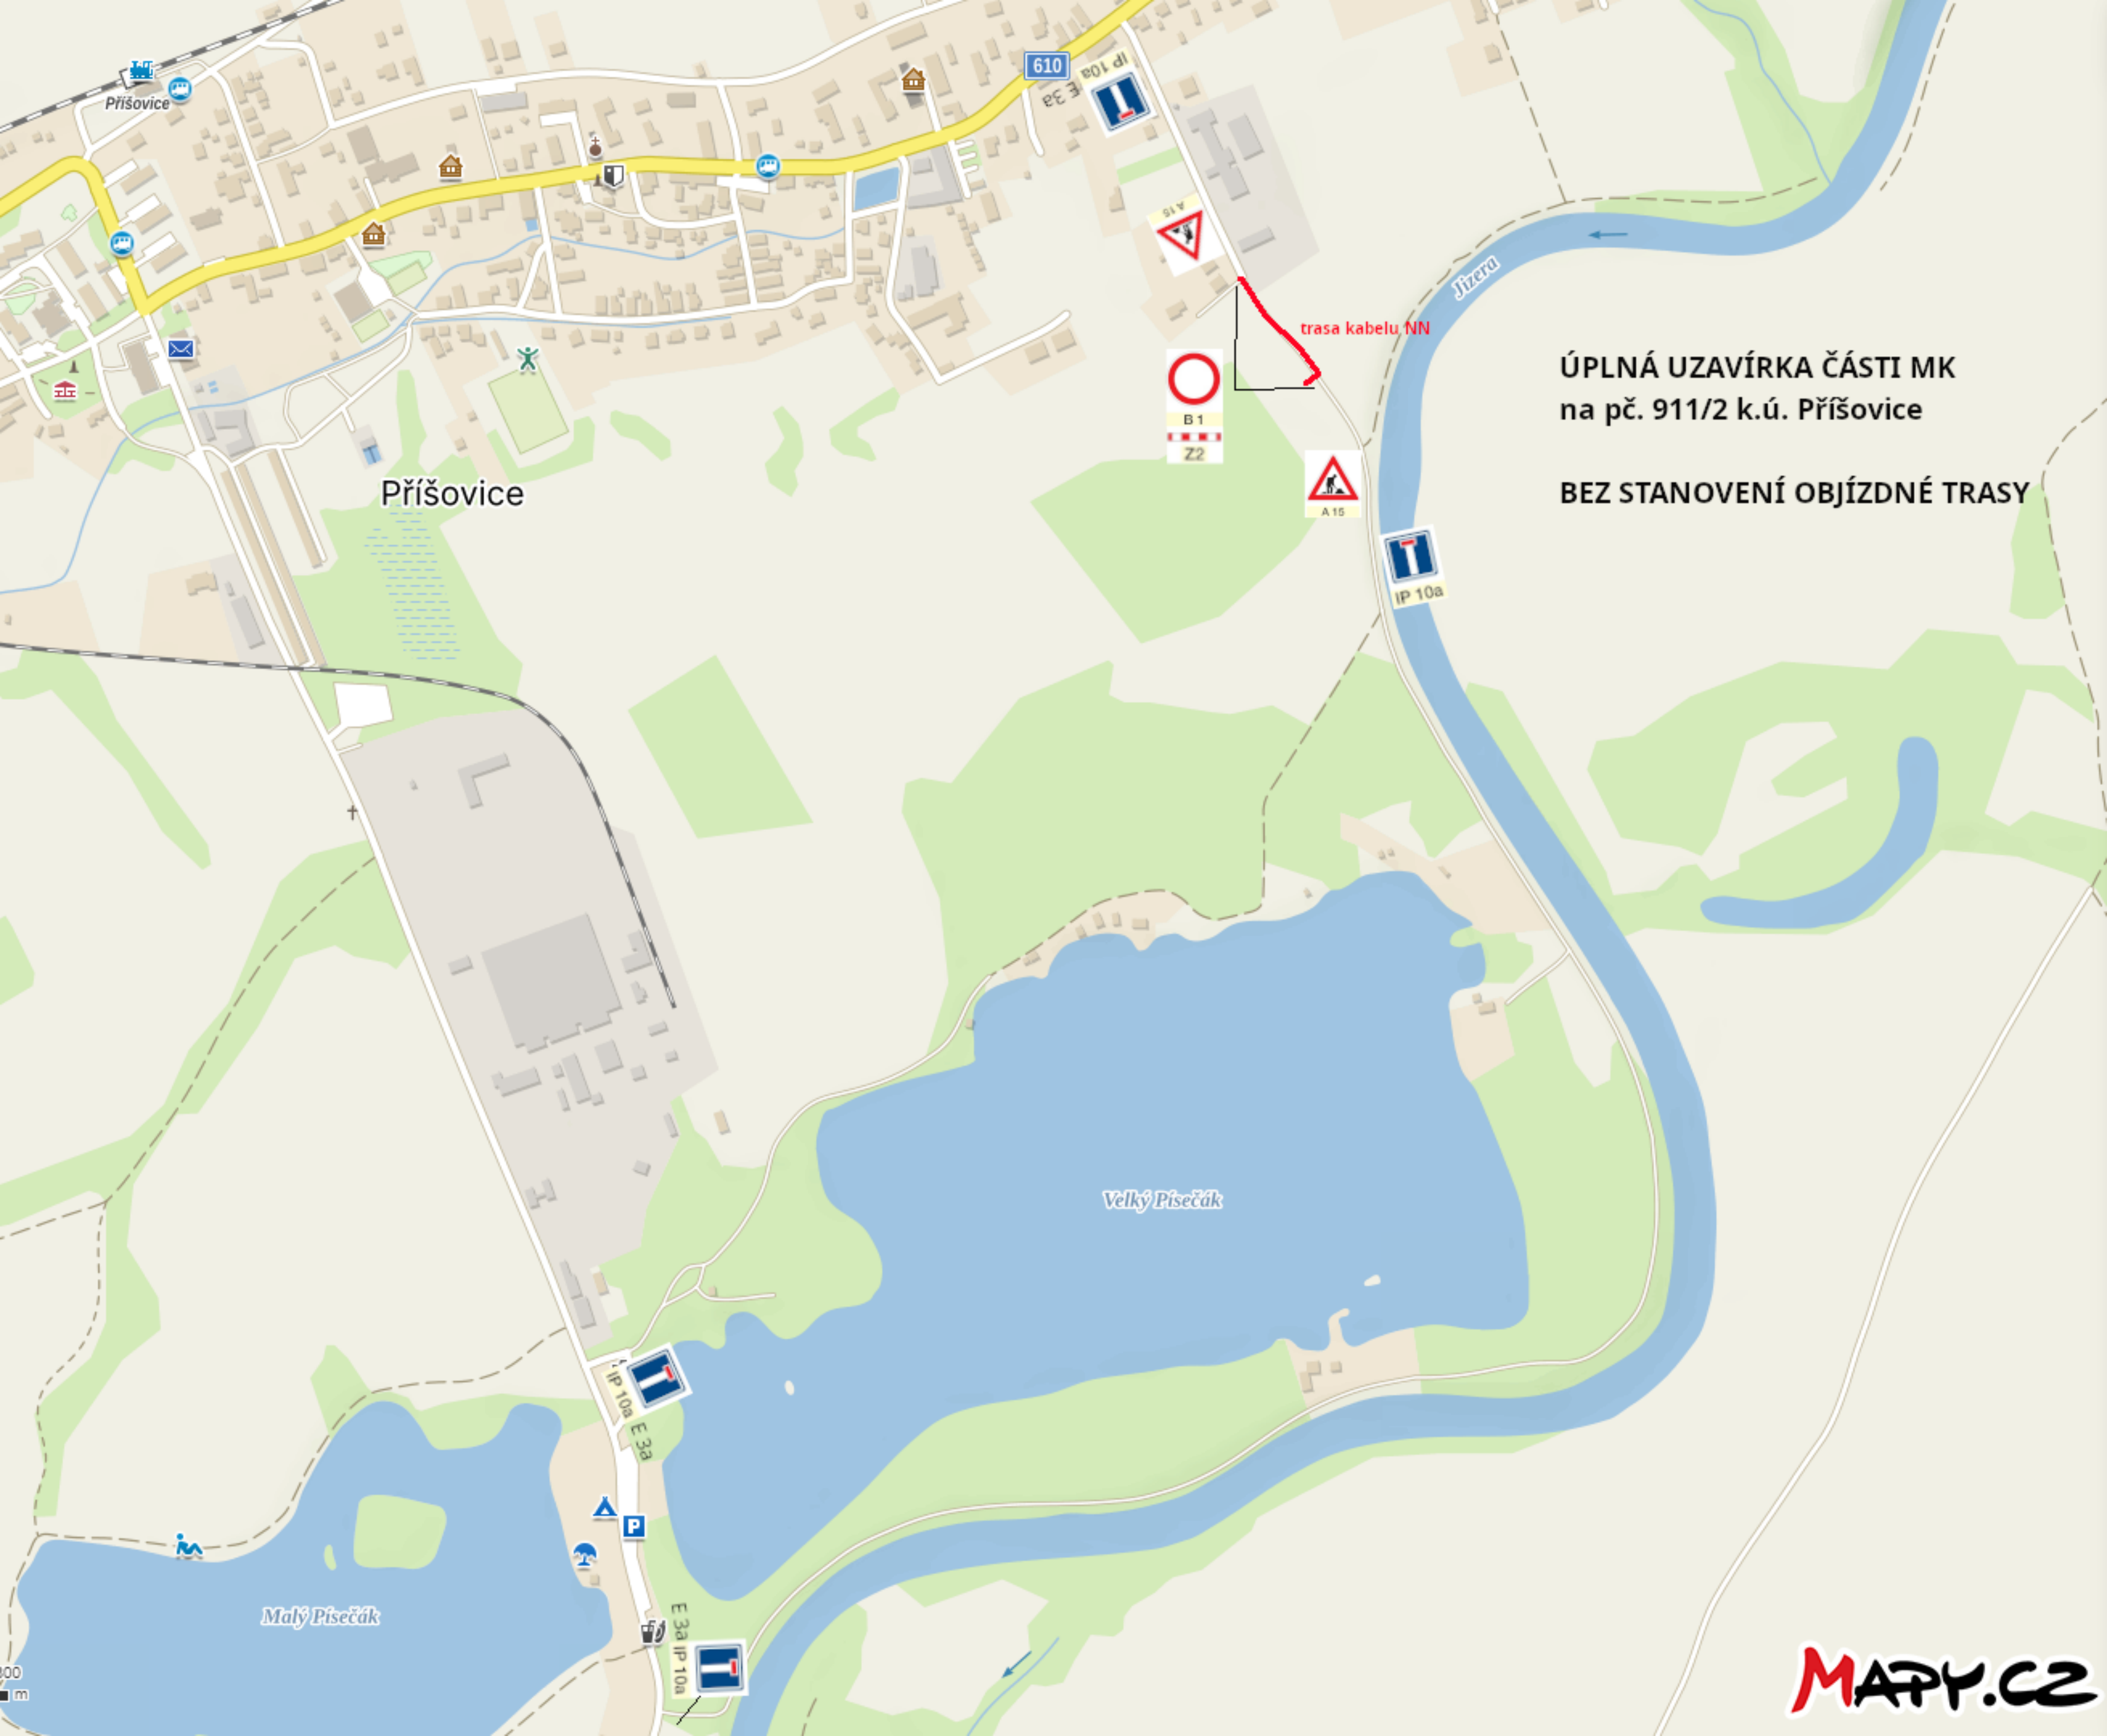 610
IP 10a
E 3a
Příšovice
A 15
Jizera
trasa kabelu NN
ÚPLNÁ UZAVÍRKA ČÁSTI MK
na pč. 911/2 k.ú. Příšovice
BEZ STANOVENÍ OBJÍZDNÉ TRASY
B 1
Z2
A 15
Příšovice
IP 10a
Velký Písečák
IP 10a
E 3a
P
Malý Písečák
E 3a
IP 10a
m
MAPY.CZ